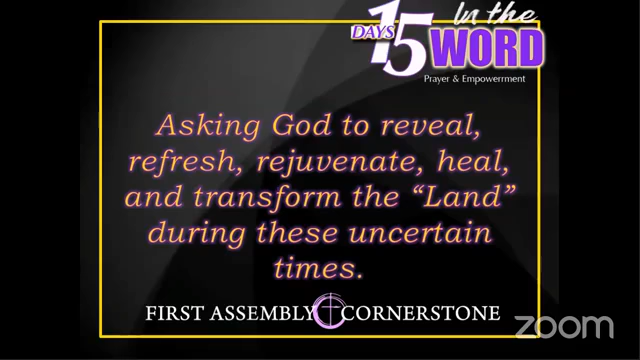 15 DAYS In the
WORD
Prayer & Empowerrment
Asking God to reveal,
refresh, rejuvenate, heal,
and transform the “Land”
during these uncertain
times.
FIRST ASSEMBLY CORNERSTONE
zoom